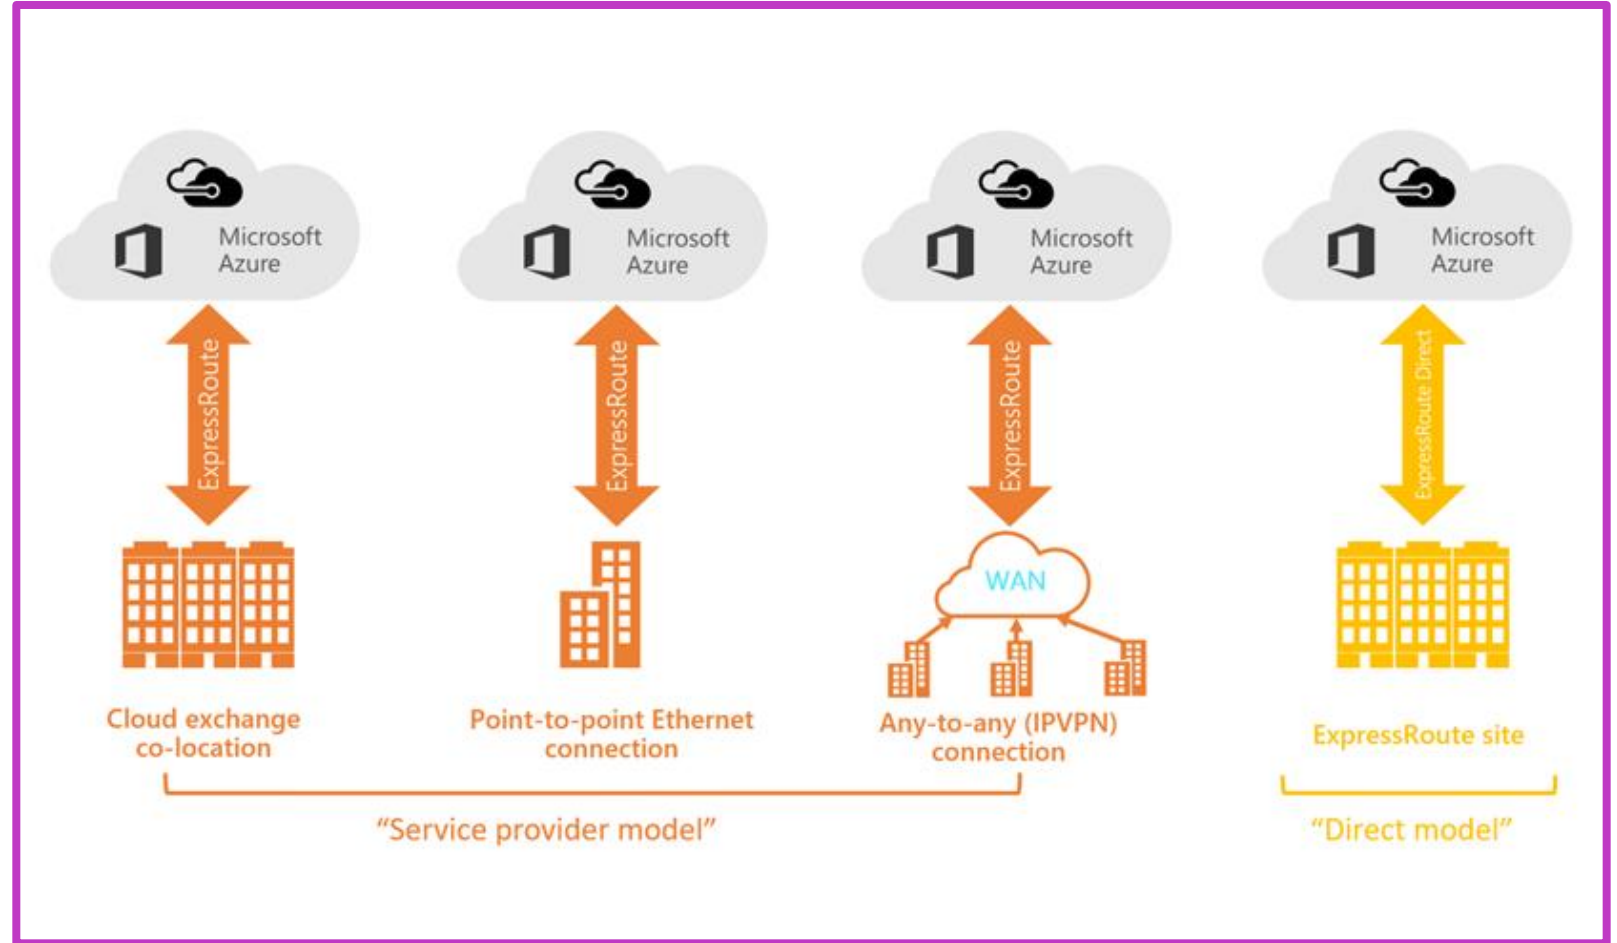 Microsoft
Azure
Microsoft
Azure
Microsoft
Azure
Microsoft
Azure
ExpressRoute
ExpressRoute
ExpressRoute
ExpressRoute Direct
WAN
Cloud exchange
co-location
Point-to-point Ethernet
connection
Any-to-any (IPVPN)
connection
ExpressRoute site
“Service provider model”
“Direct model”